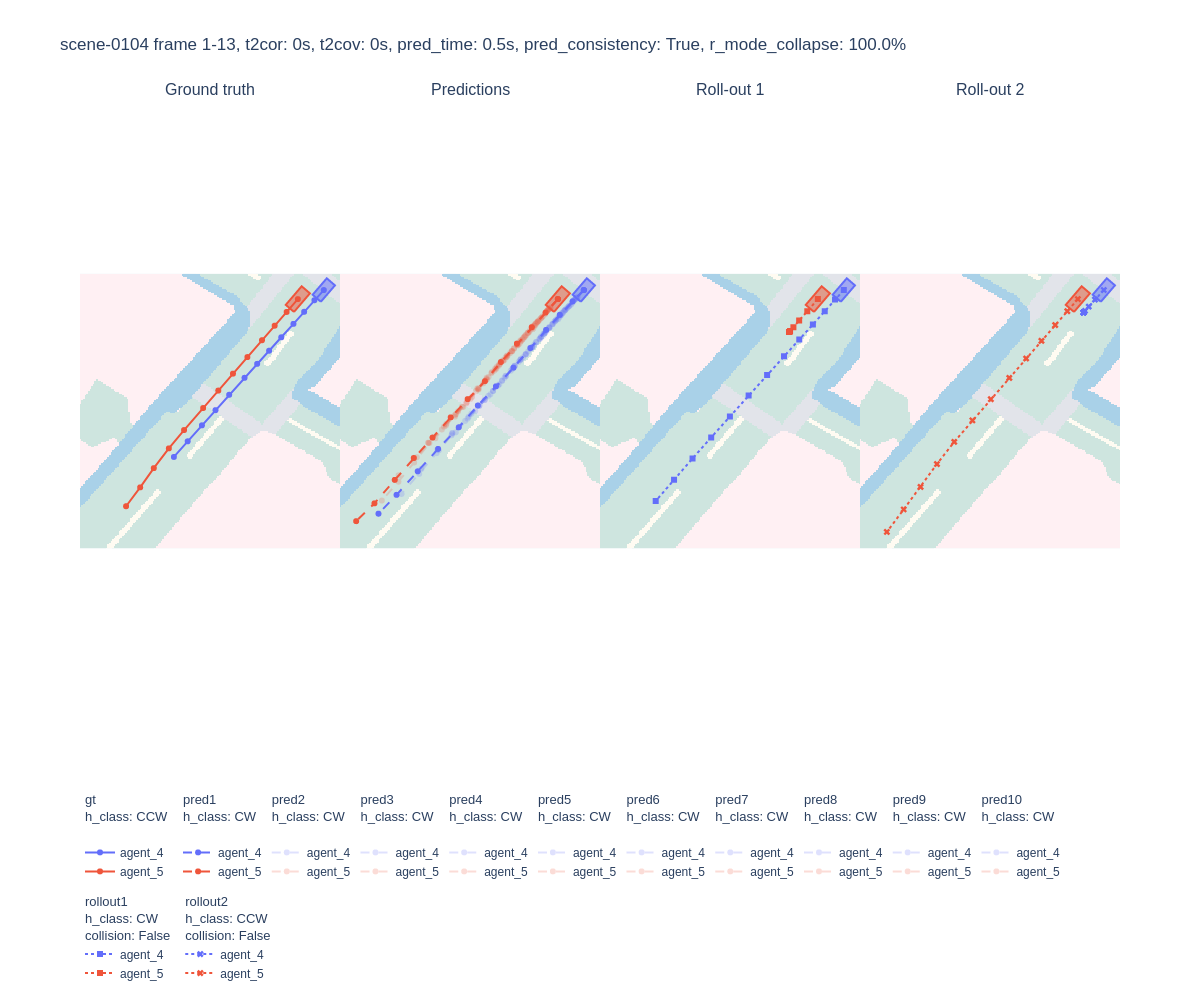 scene-0104 frame 1-13, t2cor: 0s, t2cov: 0s, pred_time: 0.5s, pred_consistency: True, r_mode_collapse: 100.0%
Ground truth Predictions Roll-out 1 Roll-out 2
gt pred1 pred2 pred3 pred4 pred5 pred6 pred7 pred8 pred9 pred10
h_class: CCW h_class: CW h_class: CW h_class: CW h_class: CW h_class: CW h_class: CW h_class: CW h_class: CW h_class: CW h_class: CW
agent_4 agent_4 agent_4 agent_4 agent_4 agent_4 agent_4 agent_4 agent_4 agent_4 agent_4
agent_5 agent_5 agent_5 agent_5 agent_5 agent_5 agent_5 agent_5 agent_5 agent_5 agent_5
rollout1 rollout2
h_class: CW h_class: CCW
collision: False collision: False
agent_4 agent_4
agent_5 agent_5